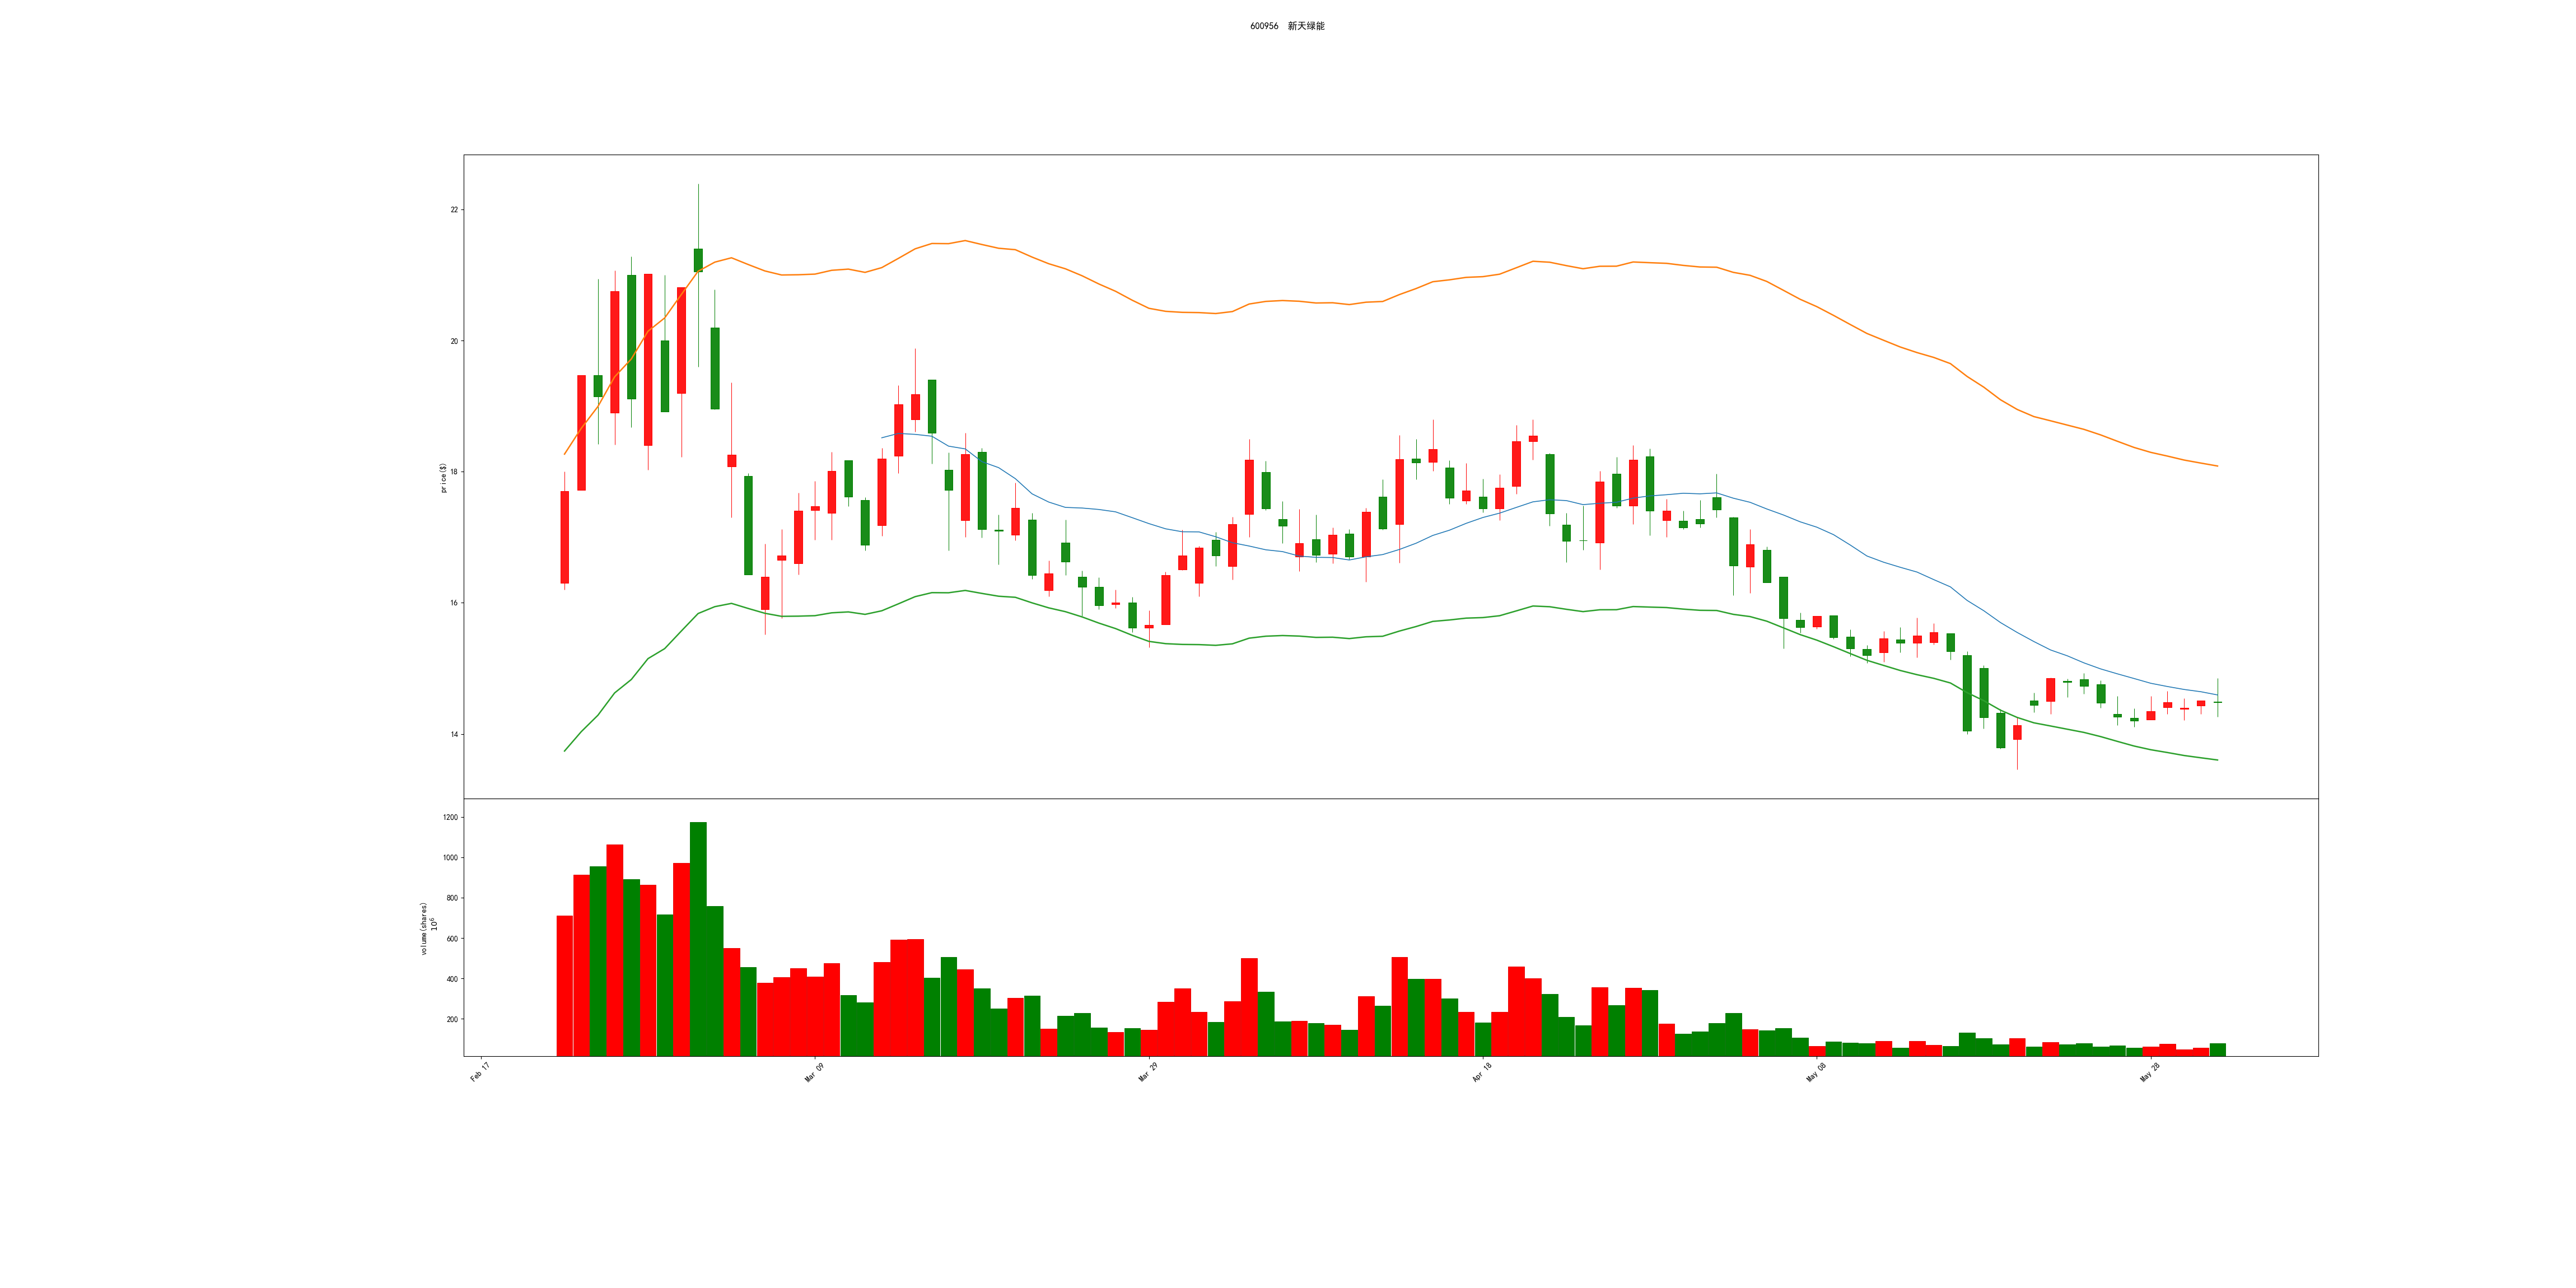 600956 新天绿能
22
20
18
16
14
price($)
1200
1000
800
600
400
200
volume(shares)
10⁶
Feb 17
Mar 09
Mar 29
Apr 18
May 08
May 28